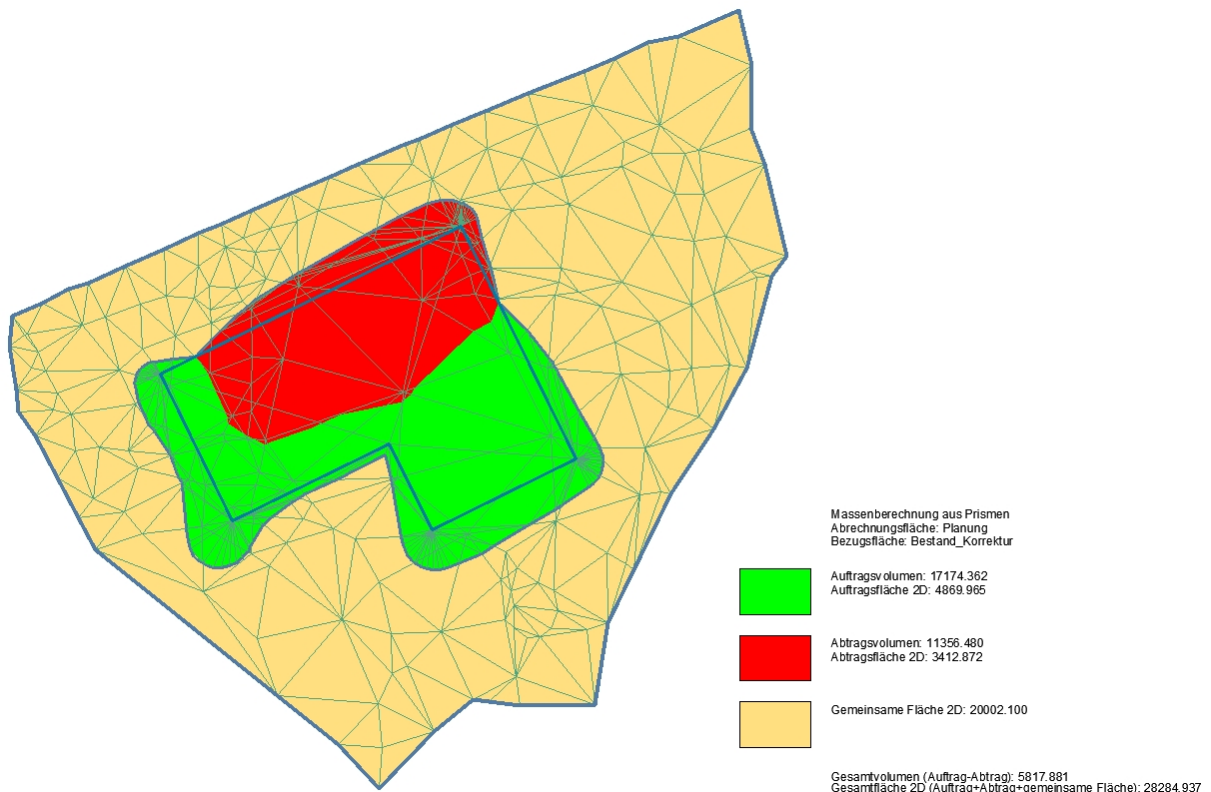 Massenberechnung aus Prismen
Abrechnungsfläche: Planung
Bezugsfläche: Bestand_Korrektur
Auftragsvolumen: 17174.362
Auftragsfläche 2D: 4869.965
Abtragsvolumen: 11356.480
Abtragsfläche 2D: 3412.872
Gemeinsame Fläche 2D: 20002.100
Gesamtvolumen (Auftrag-Abtrag): 5817.881
Gesamtfläche 2D (Auftrag+Abtrag+gemeinsame Fläche): 28284.937